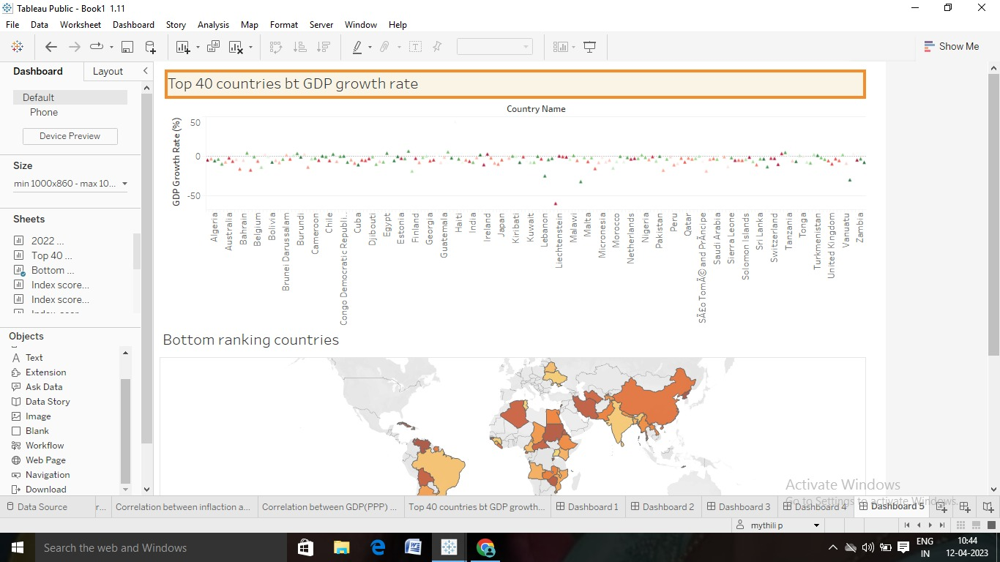 Tableau Public - Book1 1.11
File Data Worksheet Dashboard Story Analysis Map Format Server Window Help
Show Me
Dashboard Layout
Default
Phone
Device Preview
Size
min 1000x860 - max 10...
Sheets
2022 ...
Top 40 ...
Bottom ...
Index score...
Index score...
Objects
Text
Extension
Ask Data
Data Story
Image
Blank
Workflow
Web Page
Navigation
Download
Top 40 countries bt GDP growth rate
Country Name
GDP Growth Rate (%)
50
0
-50
Algeria
Australia
Bahrain
Belgium
Bolivia
Brunei Darussalam
Burundi
Cameroon
Chile
Congo Democratic Republi..
Cuba
Djibouti
Egypt
Estonia
Finland
Georgia
Guatemala
Haiti
India
Ireland
Japan
Kiribati
Kuwait
Lebanon
Liechtenstein
Malawi
Malta
Micronesia
Morocco
Netherlands
Nigeria
Pakistan
Peru
Qatar
SÃ£o TomÃ© and PrÃ­ncipe
Saudi Arabia
Sierra Leone
Solomon Islands
Sri Lanka
Switzerland
Tanzania
Tonga
Turkmenistan
United Kingdom
Vanuatu
Zambia
Bottom ranking countries
Activate Windows
Go to Settings to activate Windows.
Data Source r... Correlation between inflaction a... Correlation between GDP(PPP) ... Top 40 countries bt GDP growth... Dashboard 1 Dashboard 2 Dashboard 3 Dashboard 4 Dashboard 5
mythili p
Search the web and Windows
ENG
IN
10:44
12-04-2023